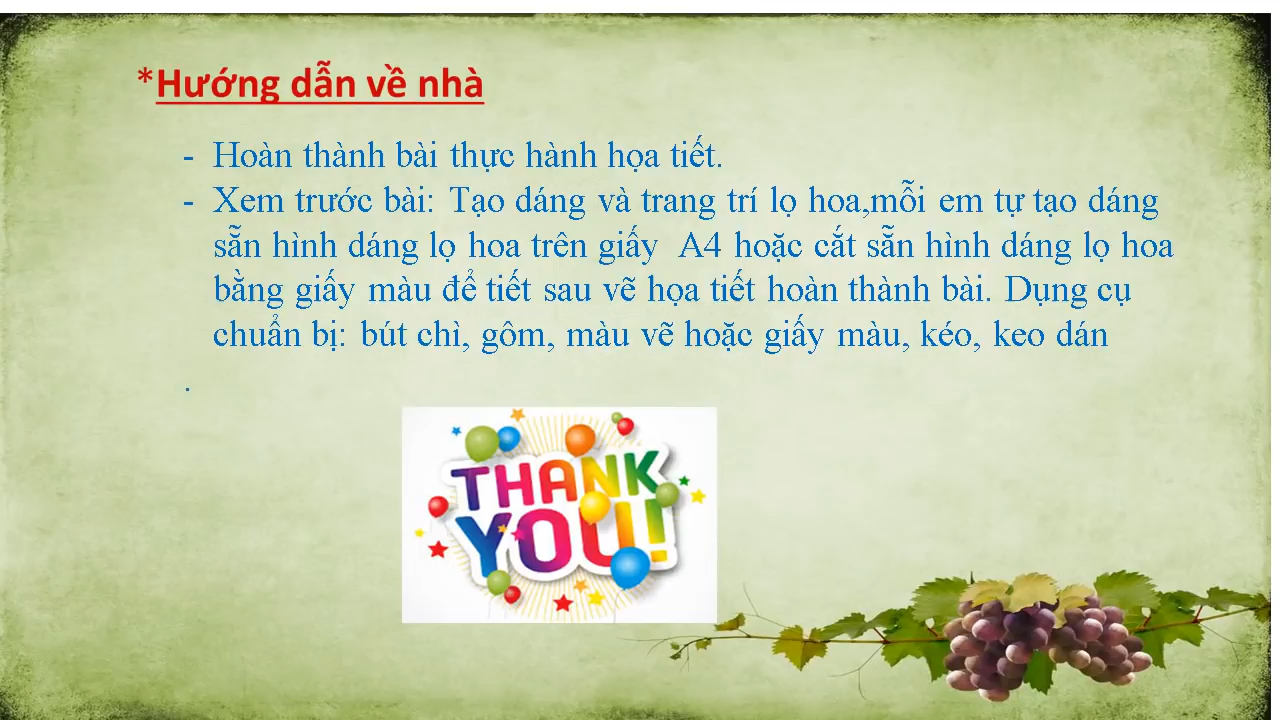 *Hướng dẫn về nhà
- Hoàn thành bài thực hành họa tiết.
- Xem trước bài: Tạo dáng và trang trí lọ hoa,mỗi em tự tạo dáng
sẵn hình dáng lọ hoa trên giấy  A4 hoặc cắt sẵn hình dáng lọ hoa
bằng giấy màu để tiết sau vẽ họa tiết hoàn thành bài. Dụng cụ
chuẩn bị: bút chì, gôm, màu vẽ hoặc giấy màu, kéo, keo dán
.
THANK
YOU!